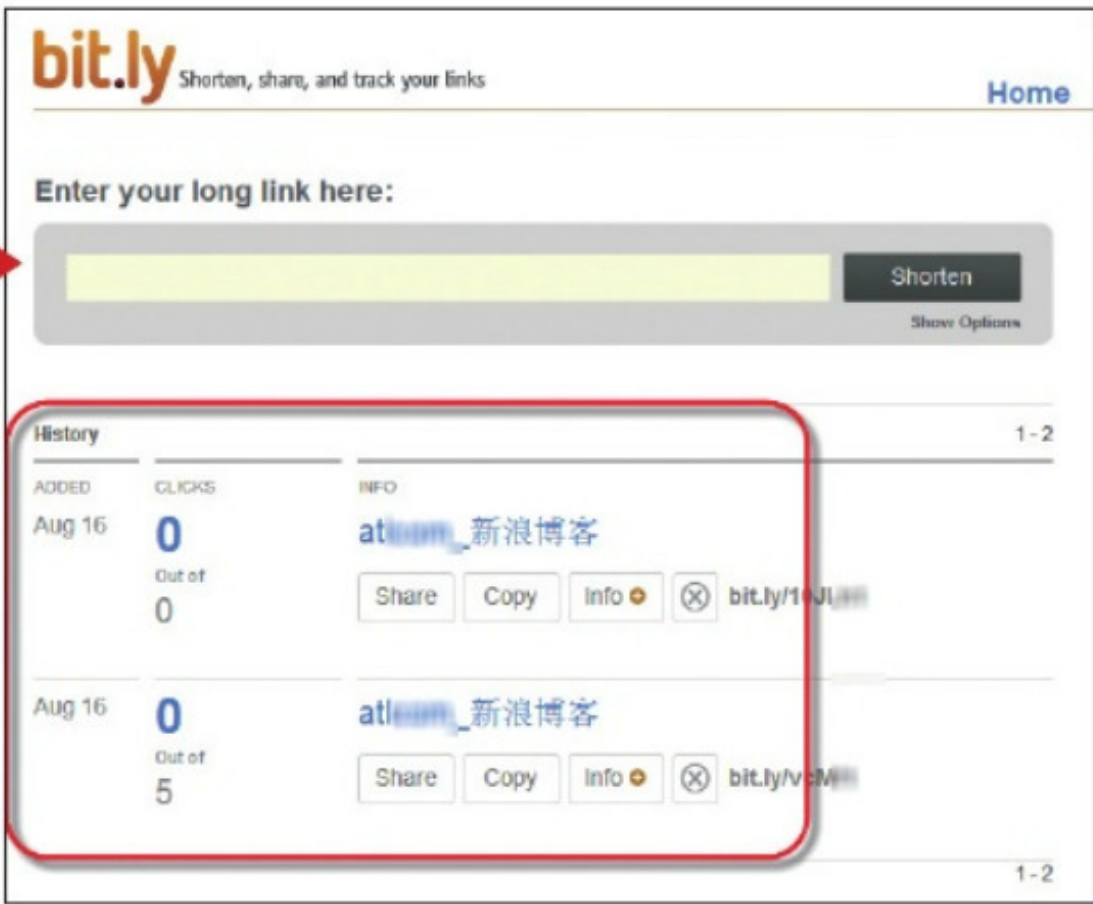 bit.ly Shorten, share, and track your links
Home
Enter your long link here:
Shorten
Show Options
History 1 - 2
ADDED CLICKS INFO
Aug 16 0 新浪博客
Out of
0
Share Copy Info
Aug 16 0 新浪博客
Out of
5
Share Copy Info
1 - 2